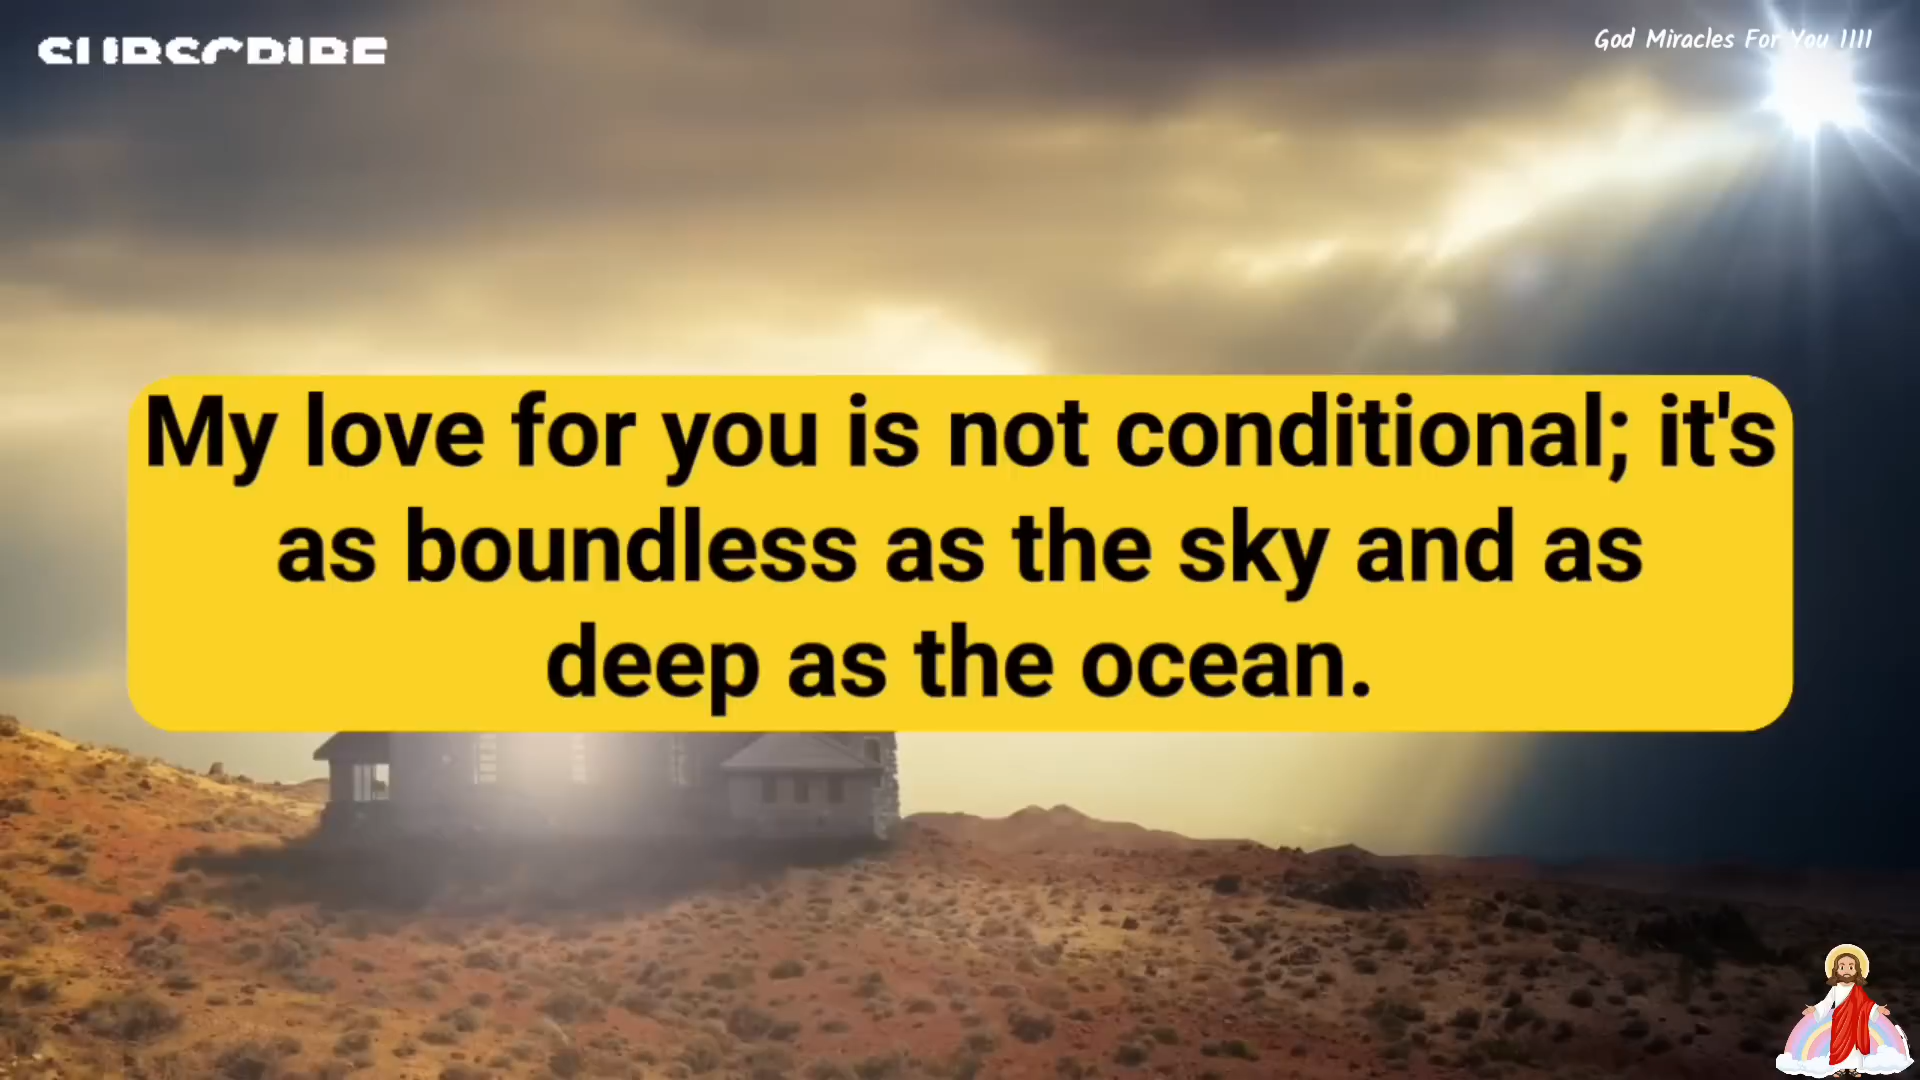 SUBSCRIBE
God Miracles For You 1111
My love for you is not conditional; it's
as boundless as the sky and as
deep as the ocean.